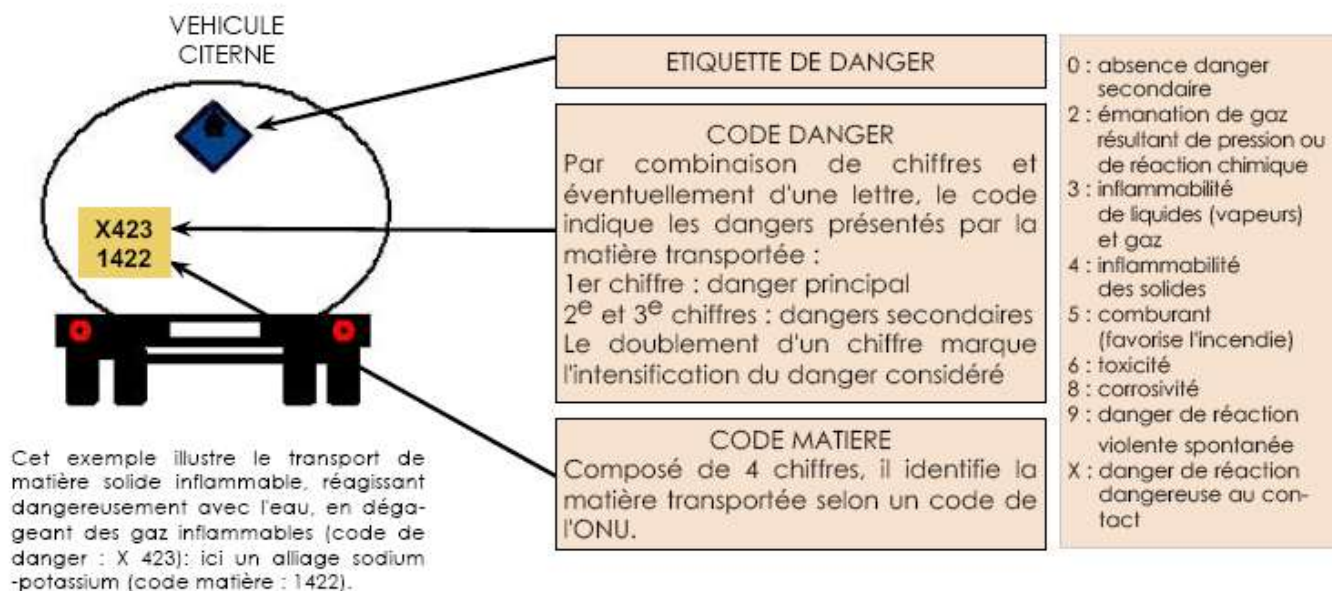 VEHICULE
CITERNE
X423
1422
Cet exemple illustre le transport de
matière solide inflammable, réagissant
dangereusement avec l'eau, en déga-
geant des gaz inflammables (code de
danger : X 423): ici un alliage sodium
-potassium (code matière : 1422).
ETIQUETTE DE DANGER
CODE DANGER
Par combinaison de chiffres et
éventuellement d'une lettre, le code
indique les dangers présentés par la
matière transportée :
1er chiffre : danger principal
2e et 3e chiffres : dangers secondaires
Le doublement d'un chiffre marque
l'intensification du danger considéré
CODE MATIERE
Composé de 4 chiffres, il identifie la
matière transportée selon un code de
l'ONU.
0 : absence danger
secondaire
2 : émanation de gaz
résultant de pression ou
de réaction chimique
3 : inflammabilité
de liquides (vapeurs)
et gaz
4 : inflammabilité
des solides
5 : comburant
(favorise l'incendie)
6 : toxicité
8 : corrosivité
9 : danger de réaction
violente spontanée
X : danger de réaction
dangereuse au con-
tact